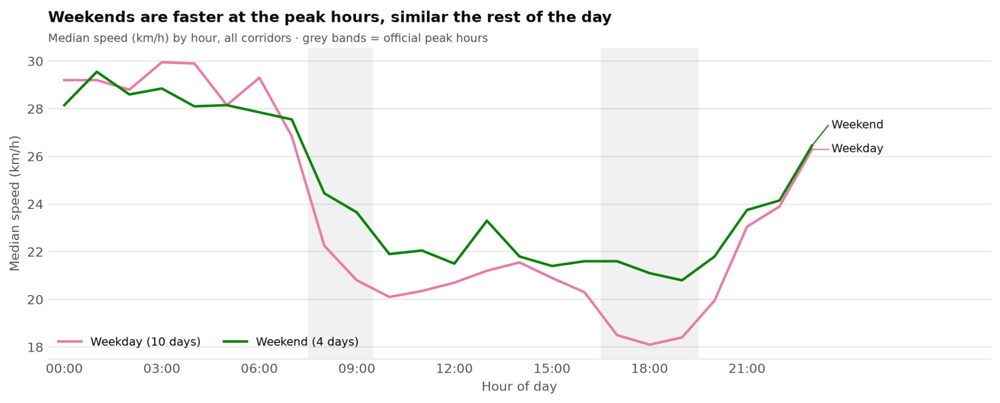 Weekends are faster at the peak hours, similar the rest of the day
Median speed (km/h) by hour, all corridors · grey bands = official peak hours
Median speed (km/h)
30
28
26
24
22
20
18
Weekend
Weekday
Weekday (10 days)
Weekend (4 days)
00:00 03:00 06:00 09:00 12:00 15:00 18:00 21:00
Hour of day